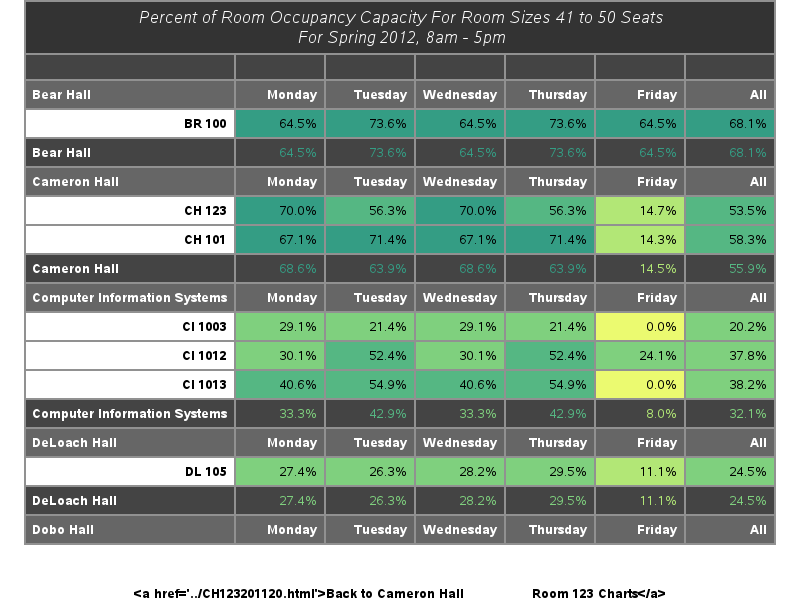 Percent of Room Occupancy Capacity For Room Sizes 41 to 50 Seats
For Spring 2012, 8am - 5pm
Bear Hall Monday Tuesday Wednesday Thursday Friday All
BR 100 64.5% 73.6% 64.5% 73.6% 64.5% 68.1%
Bear Hall 64.5% 73.6% 64.5% 73.6% 64.5% 68.1%
Cameron Hall Monday Tuesday Wednesday Thursday Friday All
CH 123 70.0% 56.3% 70.0% 56.3% 14.7% 53.5%
CH 101 67.1% 71.4% 67.1% 71.4% 14.3% 58.3%
Cameron Hall 68.6% 63.9% 68.6% 63.9% 14.5% 55.9%
Computer Information Systems Monday Tuesday Wednesday Thursday Friday All
CI 1003 29.1% 21.4% 29.1% 21.4% 0.0% 20.2%
CI 1012 30.1% 52.4% 30.1% 52.4% 24.1% 37.8%
CI 1013 40.6% 54.9% 40.6% 54.9% 0.0% 38.2%
Computer Information Systems 33.3% 42.9% 33.3% 42.9% 8.0% 32.1%
DeLoach Hall Monday Tuesday Wednesday Thursday Friday All
DL 105 27.4% 26.3% 28.2% 29.5% 11.1% 24.5%
DeLoach Hall 27.4% 26.3% 28.2% 29.5% 11.1% 24.5%
Dobo Hall Monday Tuesday Wednesday Thursday Friday All
<a href='../CH123201120.html'>Back to Cameron Hall Room 123 Charts</a>